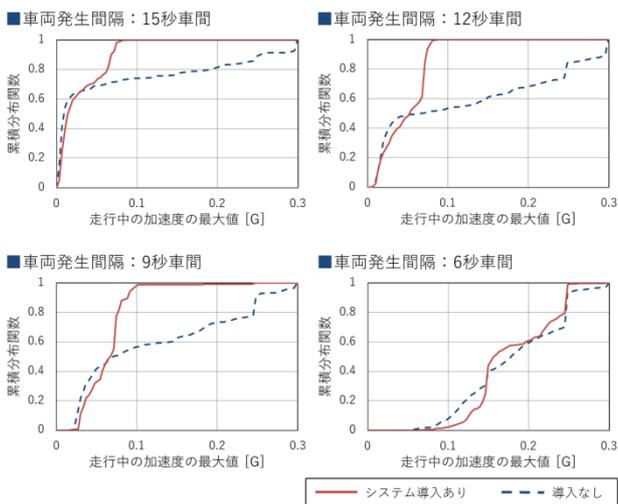 ■車両発生間隔：15秒車間
1
0.8
0.6
0.4
0.2
0
累積分布関数
0
0.1
0.2
0.3
走行中の加速度の最大値 [G]
■車両発生間隔：12秒車間
1
0.8
0.6
0.4
0.2
0
累積分布関数
0
0.1
0.2
0.3
走行中の加速度の最大値 [G]
■車両発生間隔：9秒車間
1
0.8
0.6
0.4
0.2
0
累積分布関数
0
0.1
0.2
0.3
走行中の加速度の最大値 [G]
■車両発生間隔：6秒車間
1
0.8
0.6
0.4
0.2
0
累積分布関数
0
0.1
0.2
0.3
走行中の加速度の最大値 [G]
システム導入あり
導入なし